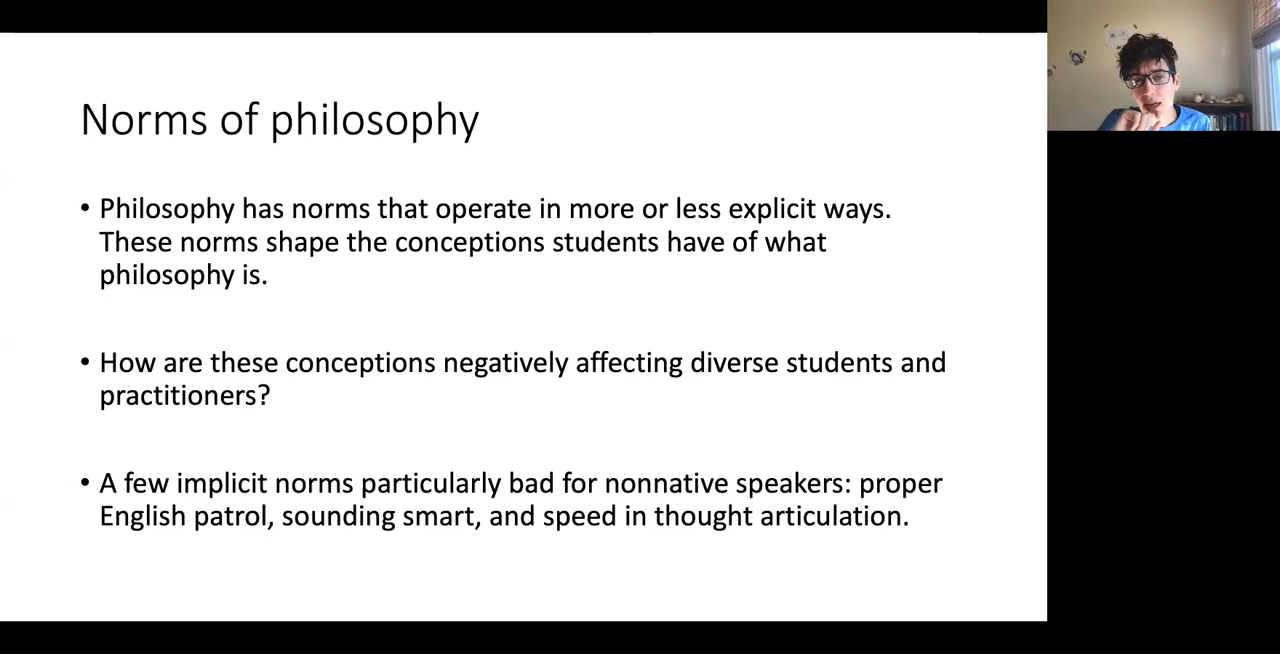 Norms of philosophy
• Philosophy has norms that operate in more or less explicit ways.
These norms shape the conceptions students have of what
philosophy is.
• How are these conceptions negatively affecting diverse students and
practitioners?
• A few implicit norms particularly bad for nonnative speakers: proper
English patrol, sounding smart, and speed in thought articulation.